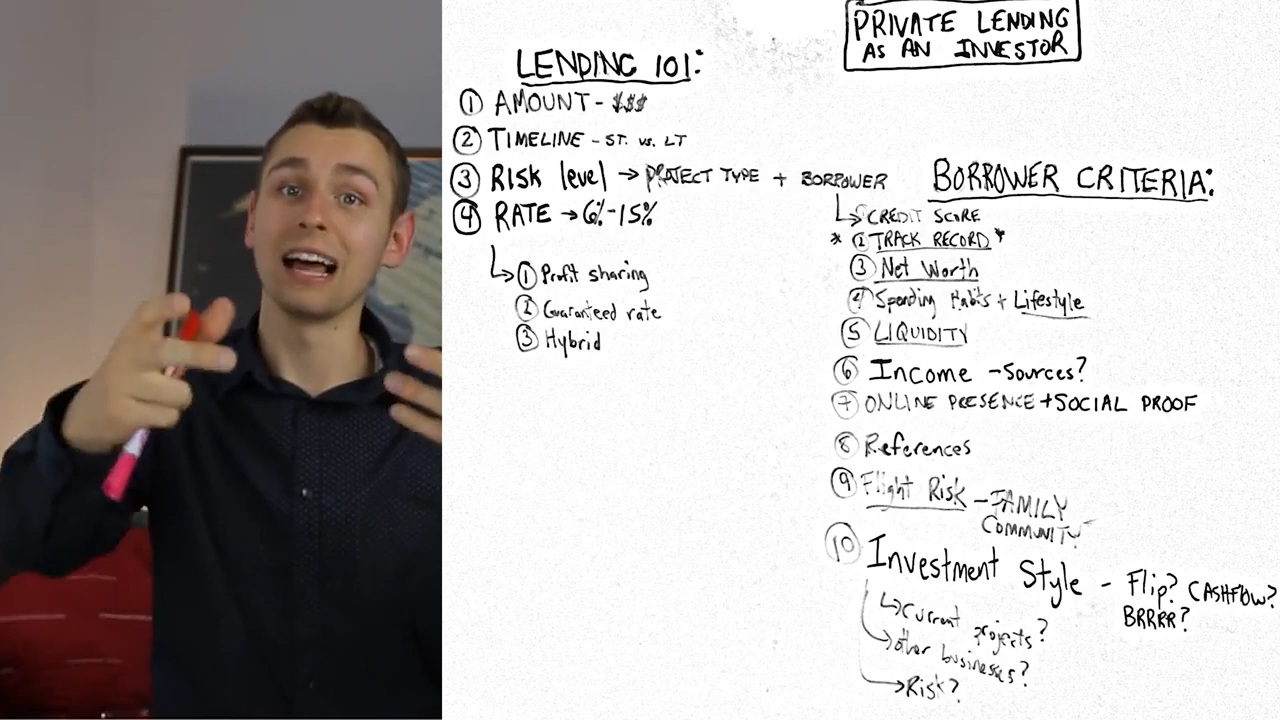 PRIVATE LENDING
AS AN INVESTOR
LENDING 101:
① AMOUNT - $$$
② TIMELINE - ST. vs. LT
③ RISK level → PROJECT TYPE + BORROWER
④ RATE → 6%-15%
↳ ① Profit sharing
② Guaranteed rate
③ Hybrid
BORROWER CRITERIA:
↳ CREDIT SCORE
* ② TRACK RECORD *
③ Net Worth
④ Spending Habits + Lifestyle
⑤ LIQUIDITY
⑥ Income - Sources?
⑦ ONLINE PRESENCE + SOCIAL PROOF
⑧ References
⑨ Flight Risk - FAMILY
COMMUNITY
⑩ Investment Style - Flip? CASHFLOW?
BRRRR?
↳ Current projects?
→ other businesses?
→ Risk?